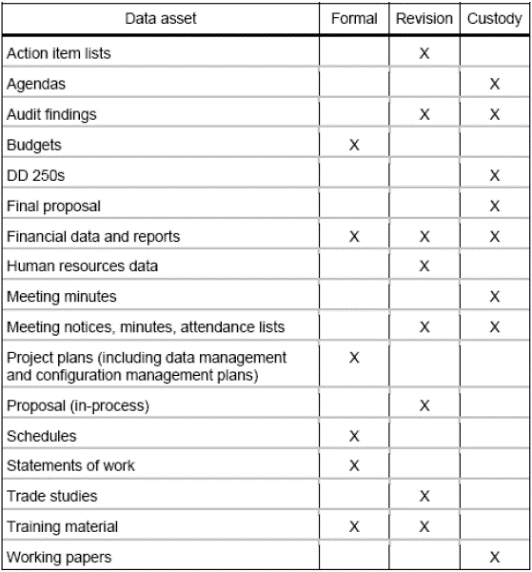 Data asset Formal Revision Custody
Action item lists X
Agendas X
Audit findings X X
Budgets X
DD 250s X
Final proposal X
Financial data and reports X X X
Human resources data X
Meeting minutes X
Meeting notices, minutes, attendance lists X X
Project plans (including data management X
and configuration management plans)
Proposal (in-process) X
Schedules X
Statements of work X
Trade studies X
Training material X X
Working papers X